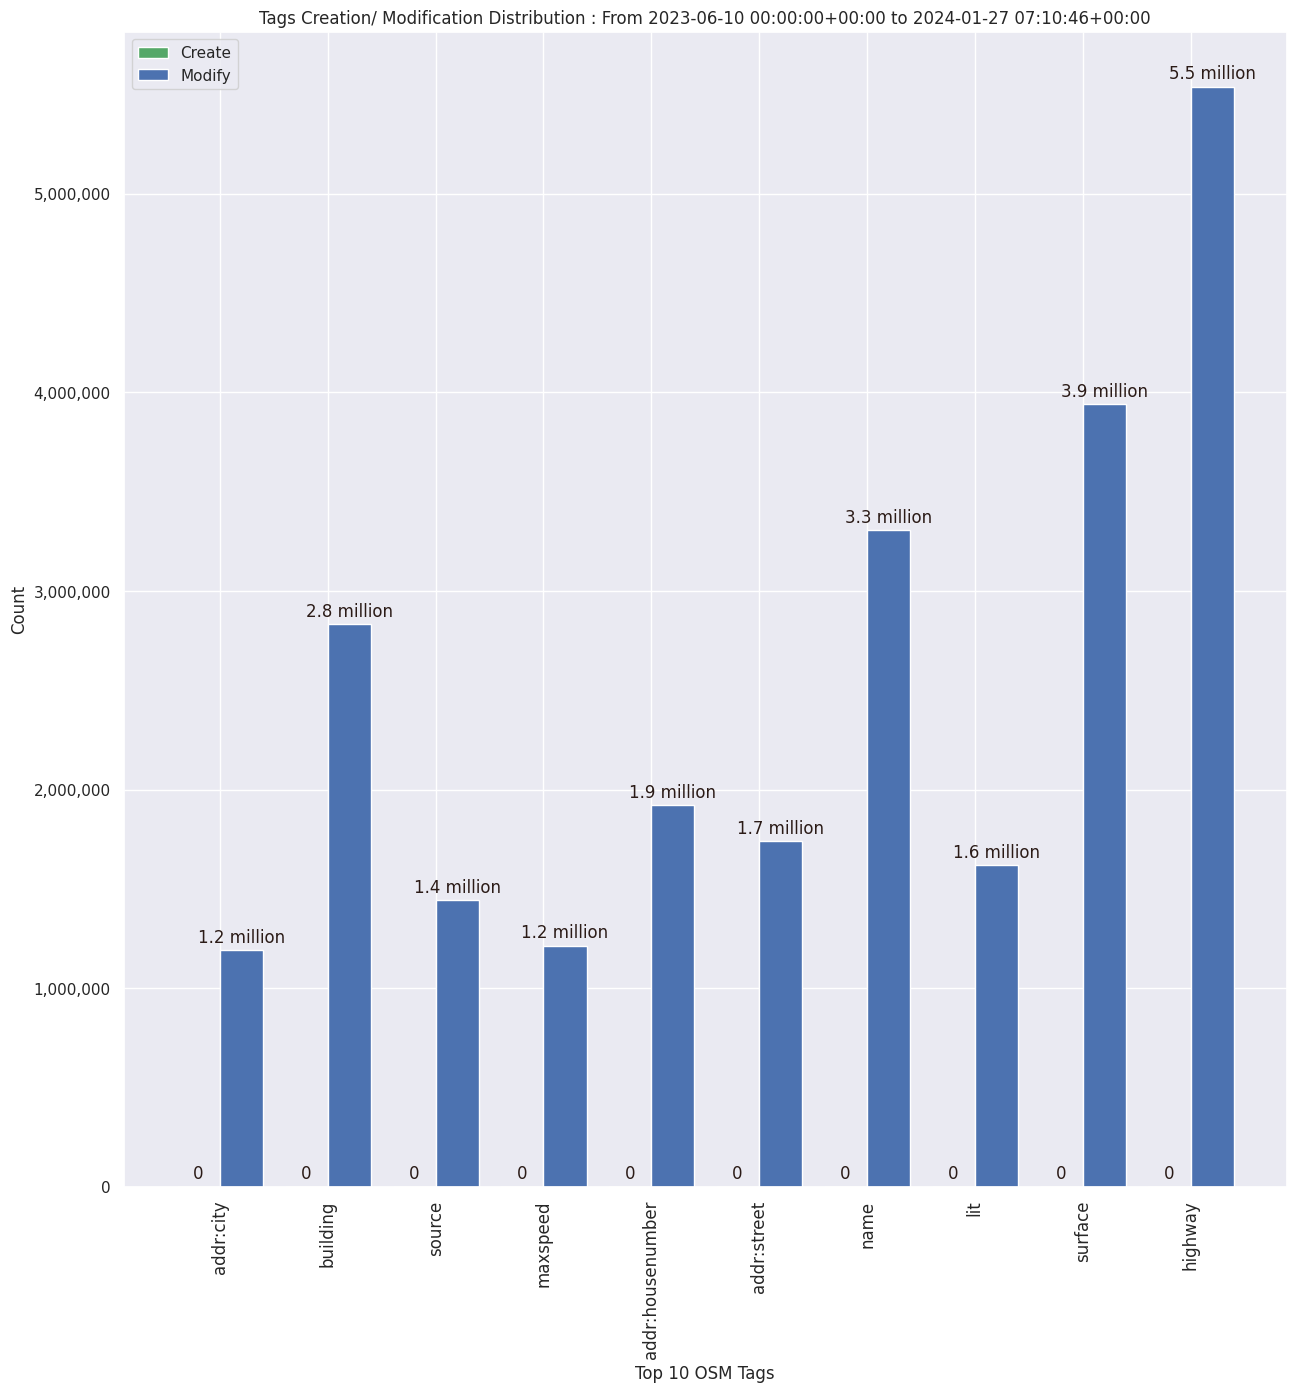 Tags Creation/ Modification Distribution : From 2023-06-10 00:00:00+00:00 to 2024-01-27 07:10:46+00:00
Create
Modify
5.5 million
5,000,000
4,000,000
3.9 million
3.3 million
3,000,000
2.8 million
2,000,000
1.9 million
1.7 million
1.6 million
1.4 million
1.2 million
1.2 million
1,000,000
0
0 0 0 0 0 0 0 0 0 0
Count
addr:city
building
source
maxspeed
addr:housenumber
addr:street
name
lit
surface
highway
Top 10 OSM Tags